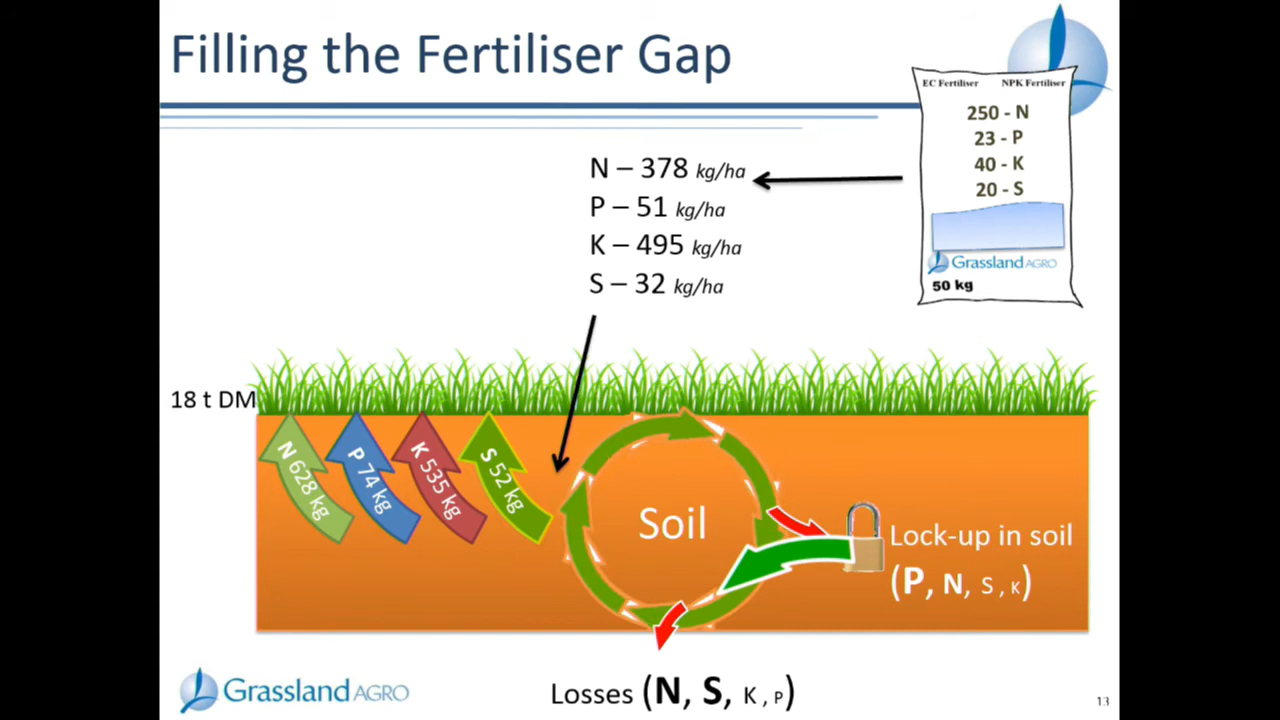 Filling the Fertiliser Gap
EC Fertiliser NPK Fertiliser
250 - N
23 - P
40 - K
20 - S
Grassland AGRO
50 kg
N – 378 kg/ha
P – 51 kg/ha
K – 495 kg/ha
S – 32 kg/ha
18 t DM
N 628 kg
P 74 kg
K 535 kg
S 52 kg
Soil
Lock-up in soil
(P, N, S , K)
Losses (N, S, K , P)
Grassland AGRO
13